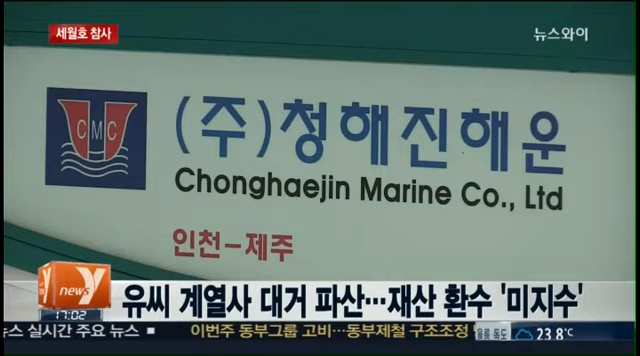 세월호 참사
뉴스와이
CMC
(주)청해진해운
Chonghaejin Marine Co., Ltd
인천-제주
news Y
유씨 계열사 대거 파산…재산 환수 '미지수'
17:02
뉴스 실시간 주요 뉴스 ■ 이번주 동부그룹 고비…동부제철 구조조정
울릉 독도 23.8℃